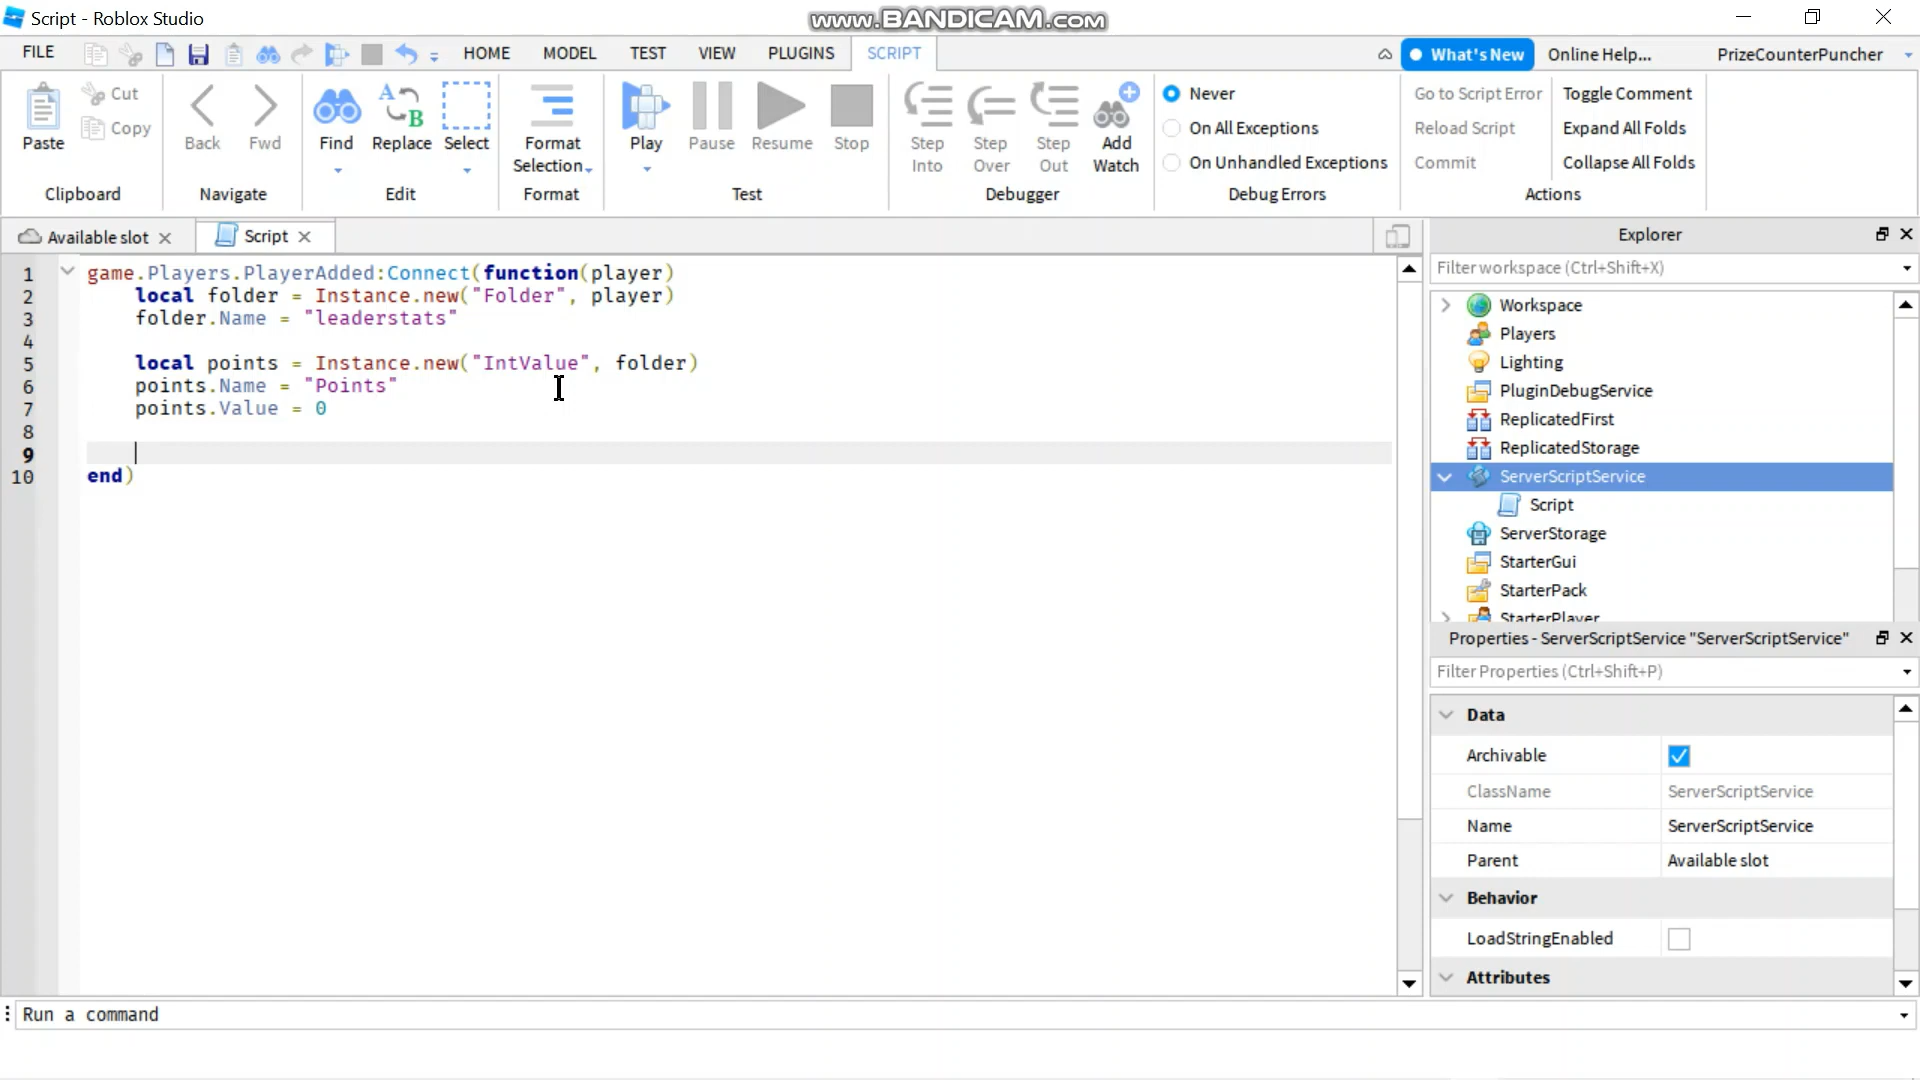 Script - Roblox Studio
www.BANDICAM.com
FILE
HOME
MODEL
TEST
VIEW
PLUGINS
SCRIPT
What's New
Online Help...
PrizeCounterPuncher
Paste
Cut
Copy
Clipboard
Back
Fwd
Navigate
Find
Replace
Select
Edit
Format
Selection
Format
Play
Pause
Resume
Stop
Test
Step
Into
Step
Over
Step
Out
Add
Watch
Debugger
Never
On All Exceptions
On Unhandled Exceptions
Debug Errors
Go to Script Error
Reload Script
Commit
Toggle Comment
Expand All Folds
Collapse All Folds
Actions
Available slot
Script
1 game.Players.PlayerAdded:Connect(function(player)
2 local folder = Instance.new("Folder", player)
3 folder.Name = "leaderstats"
4
5 local points = Instance.new("IntValue", folder)
6 points.Name = "Points"
7 points.Value = 0
8
9
10 end)
Explorer
Filter workspace (Ctrl+Shift+X)
Workspace
Players
Lighting
PluginDebugService
ReplicatedFirst
ReplicatedStorage
ServerScriptService
Script
ServerStorage
StarterGui
StarterPack
StarterPlayer
Properties - ServerScriptService "ServerScriptService"
Filter Properties (Ctrl+Shift+P)
Data
Archivable
ClassName ServerScriptService
Name ServerScriptService
Parent Available slot
Behavior
LoadStringEnabled
Attributes
Run a command